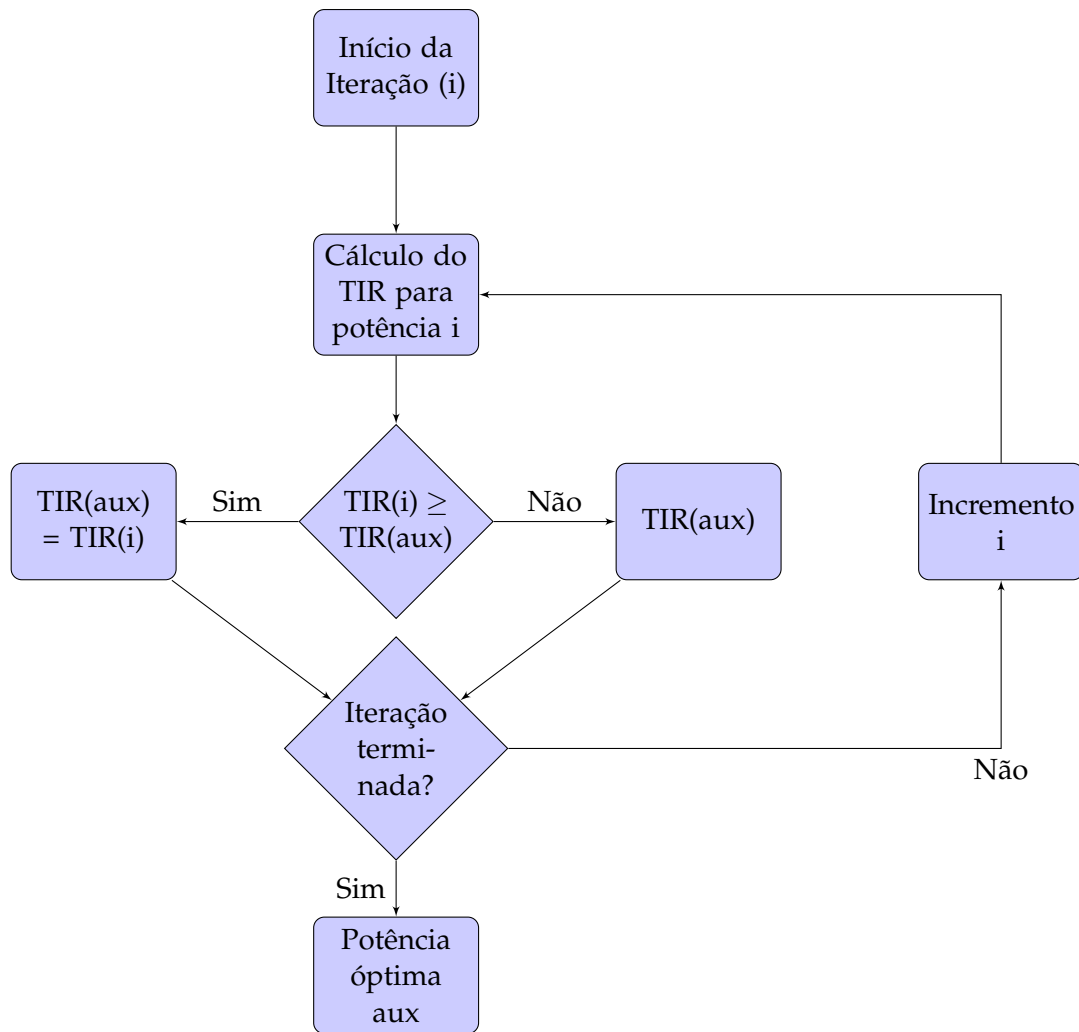 Início da
Iteração (i)
Cálculo do
TIR para
potência i
TIR(aux)
= TIR(i)
Sim
TIR(i) ≥
TIR(aux)
Não
TIR(aux)
Incremento
i
Iteração
termi-
nada?
Não
Sim
Potência
óptima
aux